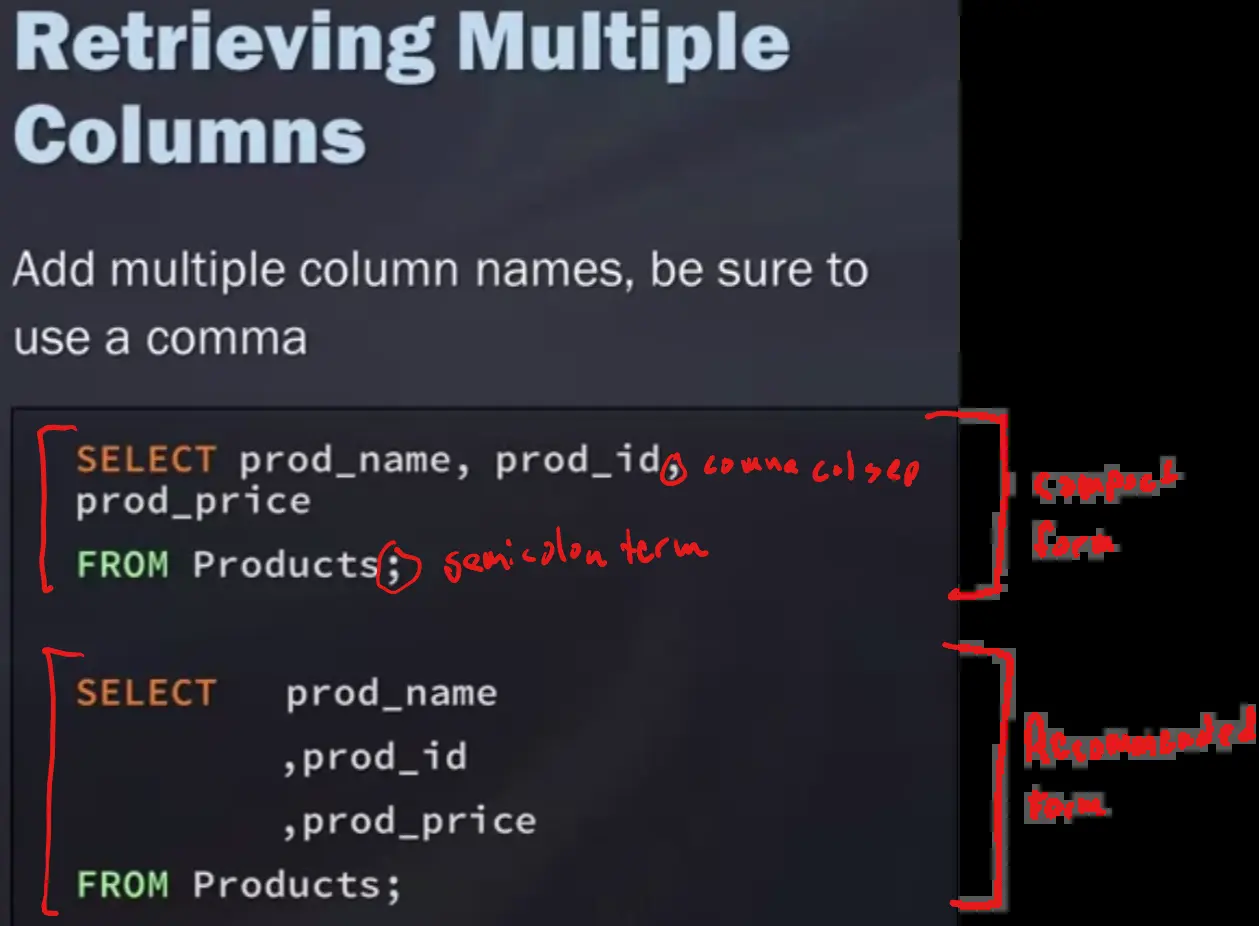 Retrieving Multiple
Columns
Add multiple column names, be sure to
use a comma
SELECT prod_name, prod_id, comma col sep
prod_price
FROM Products; semicolon term
compact
form
SELECT prod_name
,prod_id
,prod_price
FROM Products;
Recommended
form